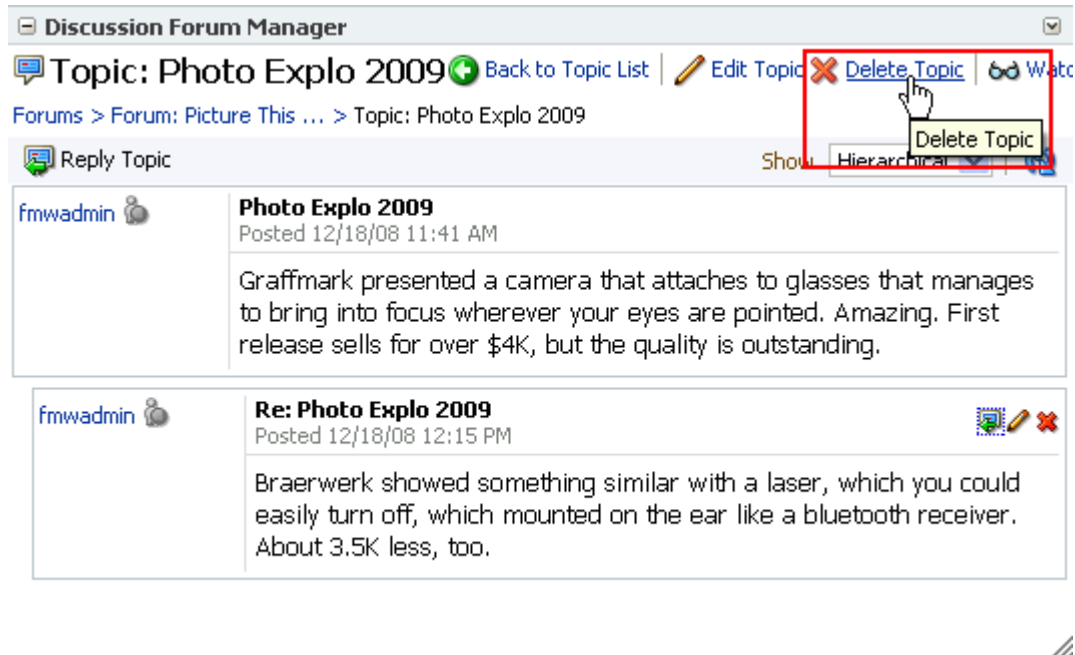 Discussion Forum Manager
Topic: Photo Explo 2009 Back to Topic List Edit Topic Delete Topic
Forums > Forum: Picture This ... > Topic: Photo Explo 2009
Delete Topic
Reply Topic Show Hierarchical
fmwadmin Photo Explo 2009
Posted 12/18/08 11:41 AM
Graffmark presented a camera that attaches to glasses that manages
to bring into focus wherever your eyes are pointed. Amazing. First
release sells for over $4K, but the quality is outstanding.
fmwadmin Re: Photo Explo 2009
Posted 12/18/08 12:15 PM
Braerwerk showed something similar with a laser, which you could
easily turn off, which mounted on the ear like a bluetooth receiver.
About 3.5K less, too.